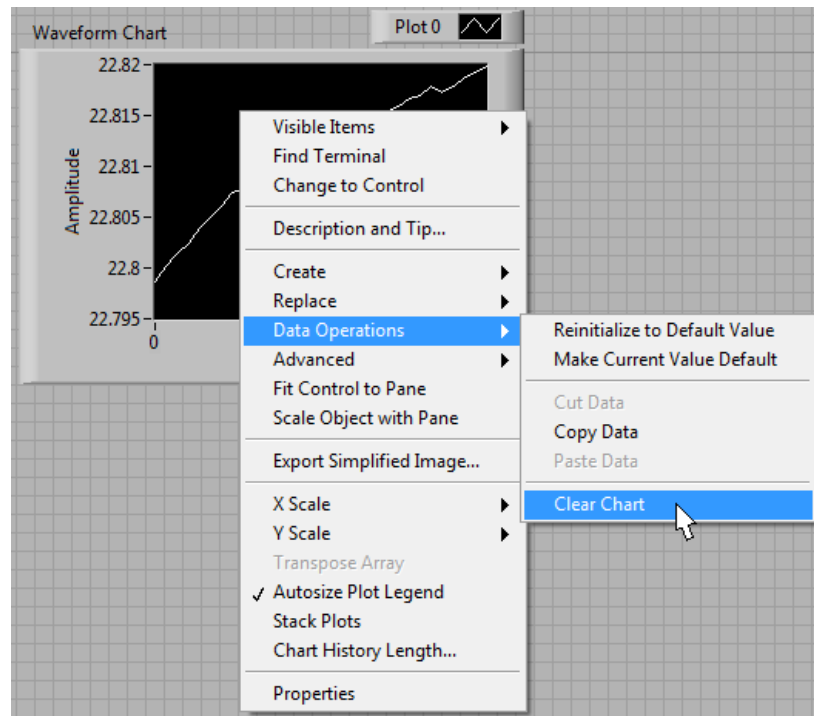 Waveform Chart
Plot 0
22.82
22.815
22.81
22.805
22.8
22.795
Amplitude
0
Visible Items
Find Terminal
Change to Control
Description and Tip...
Create
Replace
Data Operations
Advanced
Fit Control to Pane
Scale Object with Pane
Export Simplified Image...
X Scale
Y Scale
Transpose Array
Autosize Plot Legend
Stack Plots
Chart History Length...
Properties
Reinitialize to Default Value
Make Current Value Default
Cut Data
Copy Data
Paste Data
Clear Chart